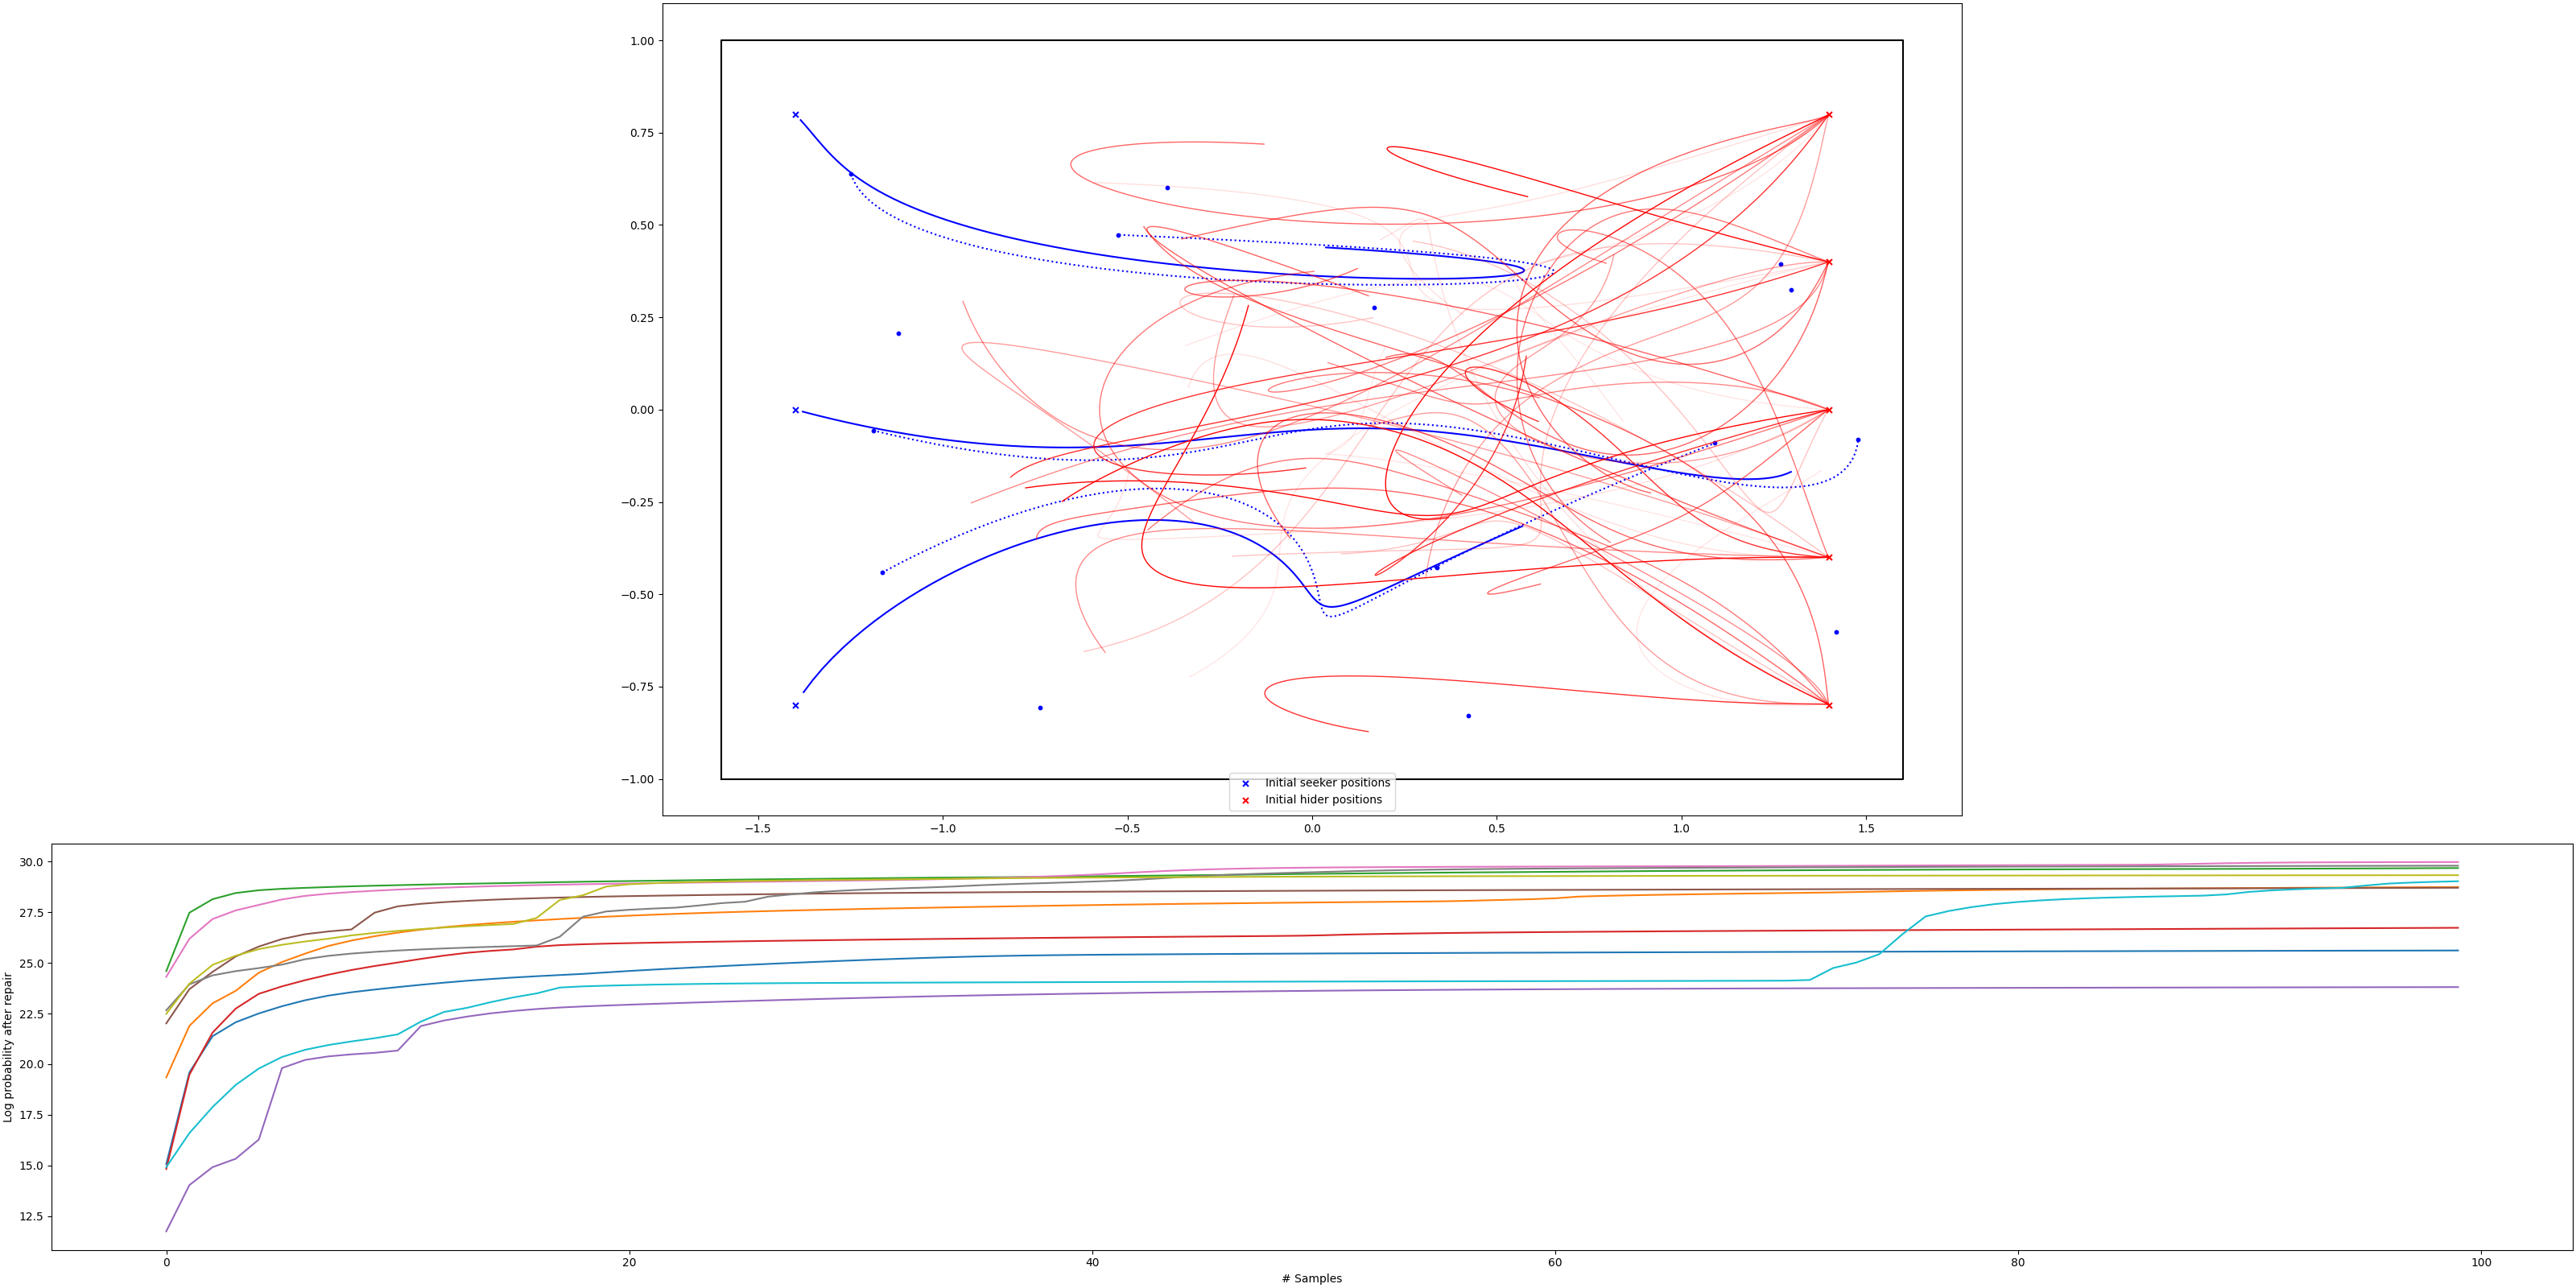 1.00
0.75
0.50
0.25
0.00
−0.25
−0.50
−0.75
−1.00
Initial seeker positions
Initial hider positions
−1.5 −1.0 −0.5 0.0 0.5 1.0 1.5
30.0
27.5
25.0
22.5
20.0
17.5
15.0
12.5
Log probability after repair
0 20 40 60 80 100
# Samples